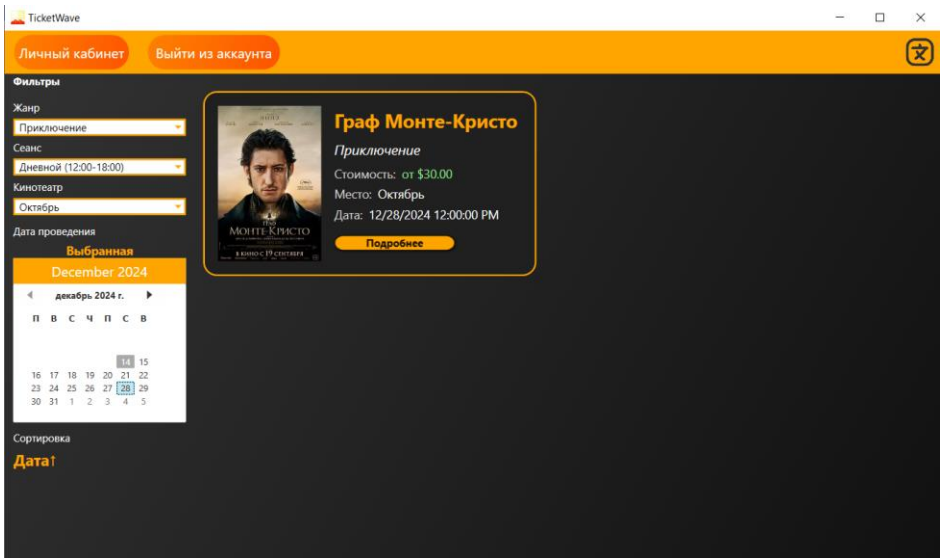 TicketWave
Личный кабинет
Выйти из аккаунта
Фильтры
Жанр
Приключение
Сеанс
Дневной (12:00-18:00)
Кинотеатр
Октябрь
Дата проведения
Выбранная
December 2024
декабрь 2024 г.
П В С Ч П С В
14 15
16 17 18 19 20 21 22
23 24 25 26 27 28 29
30 31 1 2 3 4 5
Сортировка
Дата↑
ГРАФ
МОНТЕ-КРИСТО
В КИНО С 19 СЕНТЯБРЯ
Граф Монте-Кристо
Приключение
Стоимость: от $30.00
Место: Октябрь
Дата: 12/28/2024 12:00:00 PM
Подробнее